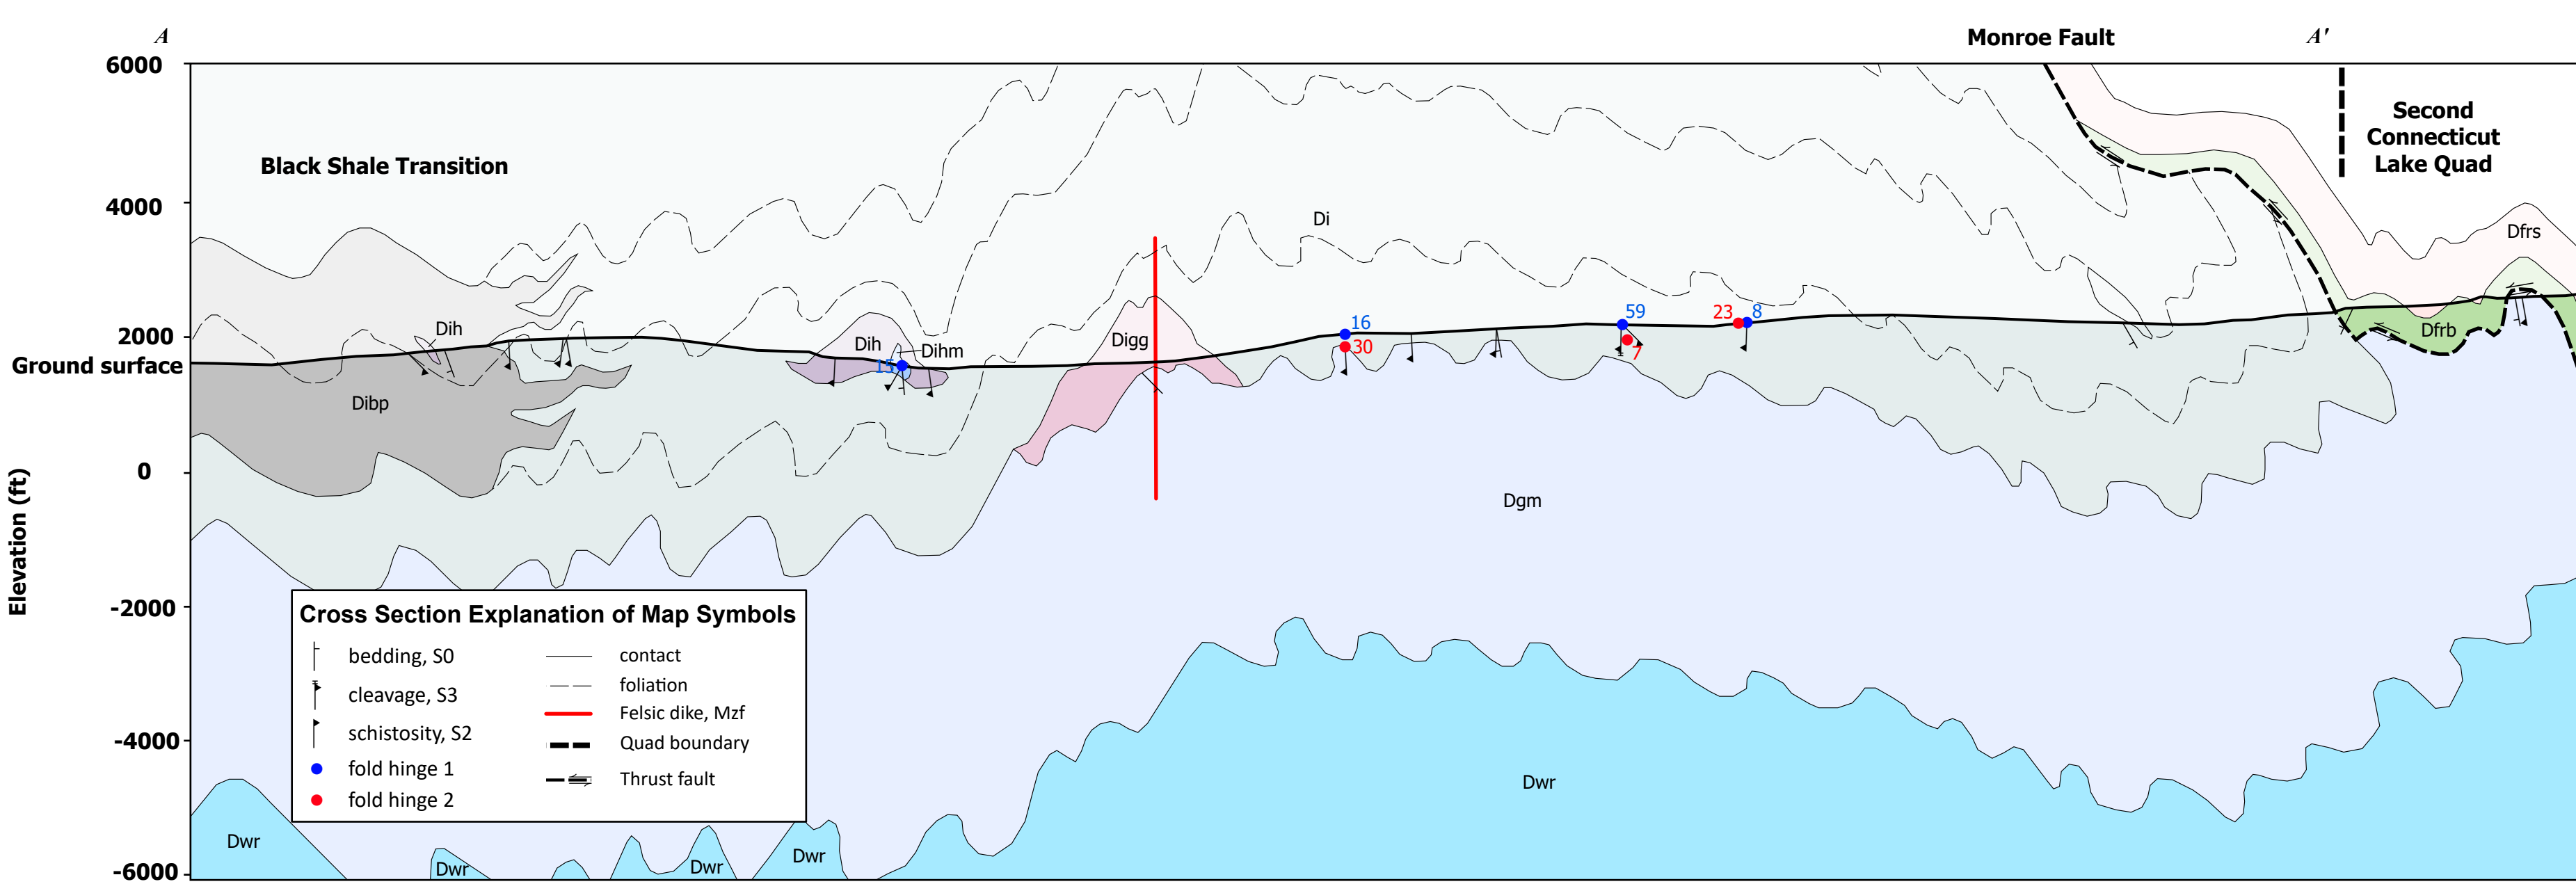 A
Monroe Fault
A'
6000
Second
Connecticut
Lake Quad
Black Shale Transition
4000
Di
Dfrs
2000
Dih
Dih
Dihm
Digg
16
59
23
8
Dfrb
Ground surface
15
30
7
Dibp
0
Dgm
Elevation (ft)
-2000
Cross Section Explanation of Map Symbols
bedding, S0
contact
cleavage, S3
foliation
schistosity, S2
Felsic dike, Mzf
fold hinge 1
Quad boundary
fold hinge 2
Thrust fault
-4000
Dwr
Dwr
Dwr
Dwr
Dwr
-6000